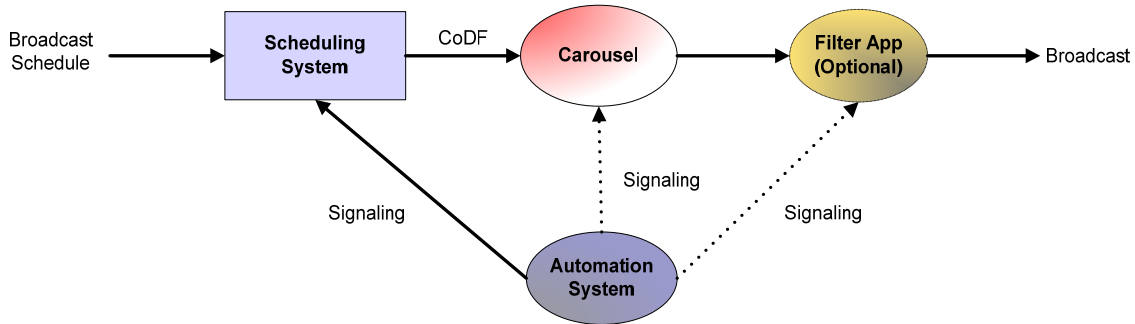 Broadcast
Schedule
Scheduling
System
CoDF
Carousel
Filter App
(Optional)
Broadcast
Signaling
Signaling
Signaling
Automation
System